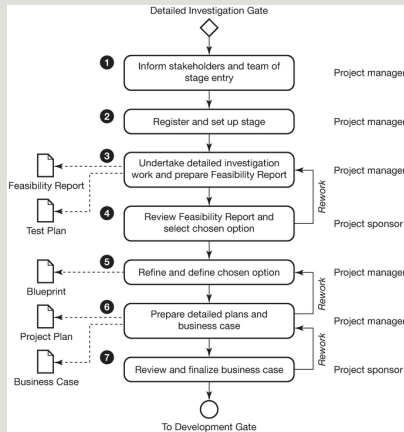 Detailed Investigation Gate
1
Inform stakeholders and team of
stage entry
Project manager
2
Register and set up stage
Project manager
3
Undertake detailed investigation
work and prepare Feasibility Report
Project manager
Feasibility Report
Test Plan
Rework
4
Review Feasibility Report and
select chosen option
Project sponsor
5
Refine and define chosen option
Project manager
Blueprint
Rework
6
Prepare detailed plans and
business case
Project manager
Project Plan
Business Case
Rework
7
Review and finalize business case
Project sponsor
To Development Gate